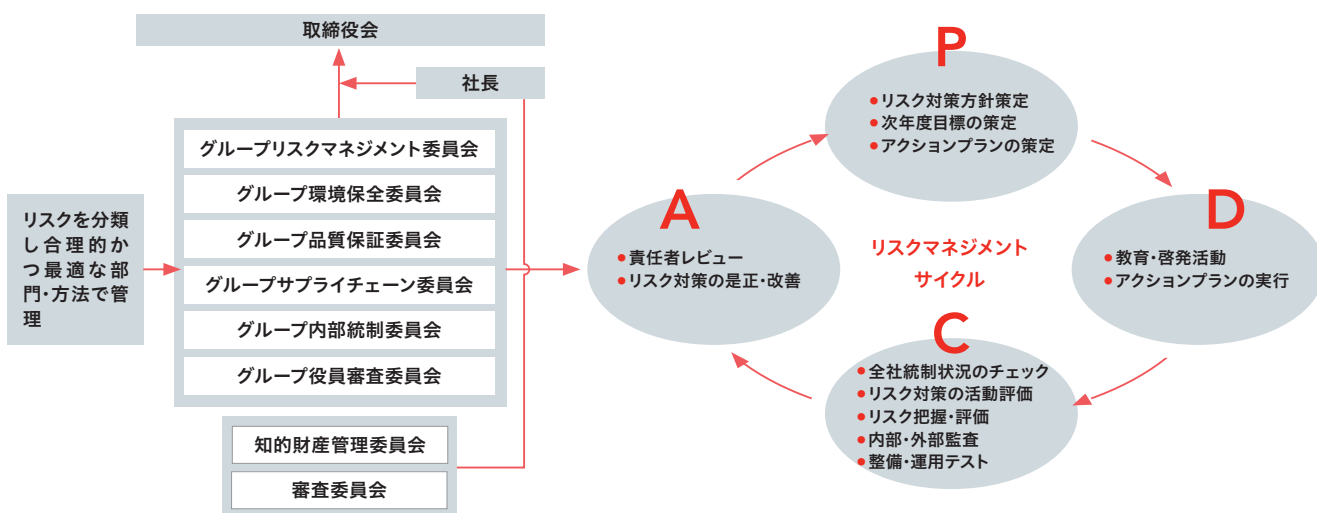 取締役会
社長
グループリスクマネジメント委員会
グループ環境保全委員会
グループ品質保証委員会
グループサプライチェーン委員会
グループ内部統制委員会
グループ役員審査委員会
リスクを分類
し合理的か
つ最適な部
門・方法で管
理
知的財産管理委員会
審査委員会
P
●リスク対策方針策定
●次年度目標の策定
●アクションプランの策定
D
●教育・啓発活動
●アクションプランの実行
C
●全社統制状況のチェック
●リスク対策の活動評価
●リスク把握・評価
●内部・外部監査
●整備・運用テスト
A
●責任者レビュー
●リスク対策の是正・改善
リスクマネジメント
サイクル